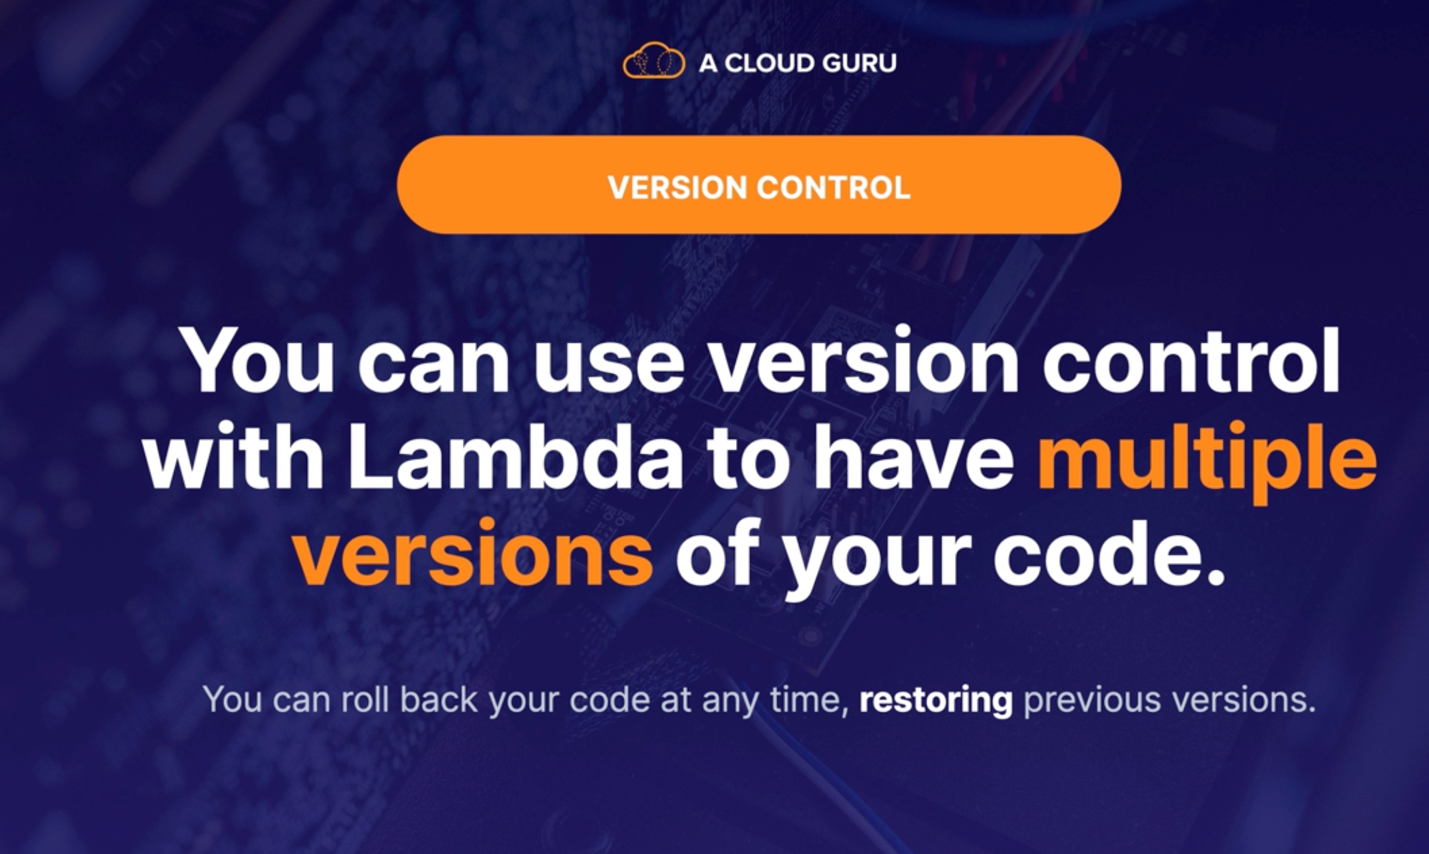 A CLOUD GURU
VERSION CONTROL
You can use version control
with Lambda to have multiple
versions of your code.
You can roll back your code at any time, restoring previous versions.